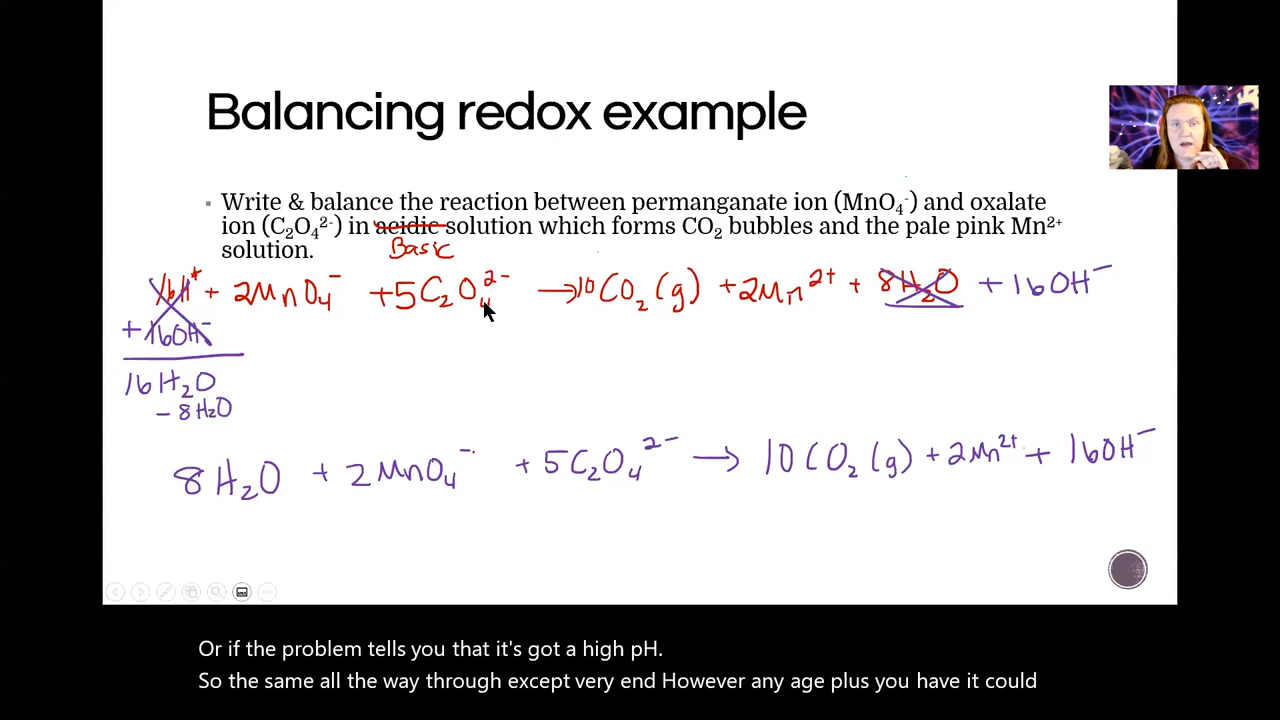 Balancing redox example
▪ Write & balance the reaction between permanganate ion (MnO₄⁻) and oxalate
ion (C₂O₄²⁻) in acidic solution which forms CO₂ bubbles and the pale pink Mn²⁺
solution.
Basic
16H⁺ + 2MnO₄⁻ + 5C₂O₄²⁻ → 10CO₂(g) + 2Mn²⁺ + 8H₂O + 16OH⁻
+ 16OH⁻
16H₂O
- 8H₂O
8H₂O + 2MnO₄⁻ + 5C₂O₄²⁻ → 10CO₂(g) + 2Mn²⁺ + 16OH⁻
Or if the problem tells you that it's got a high pH.
So the same all the way through except very end However any age plus you have it could